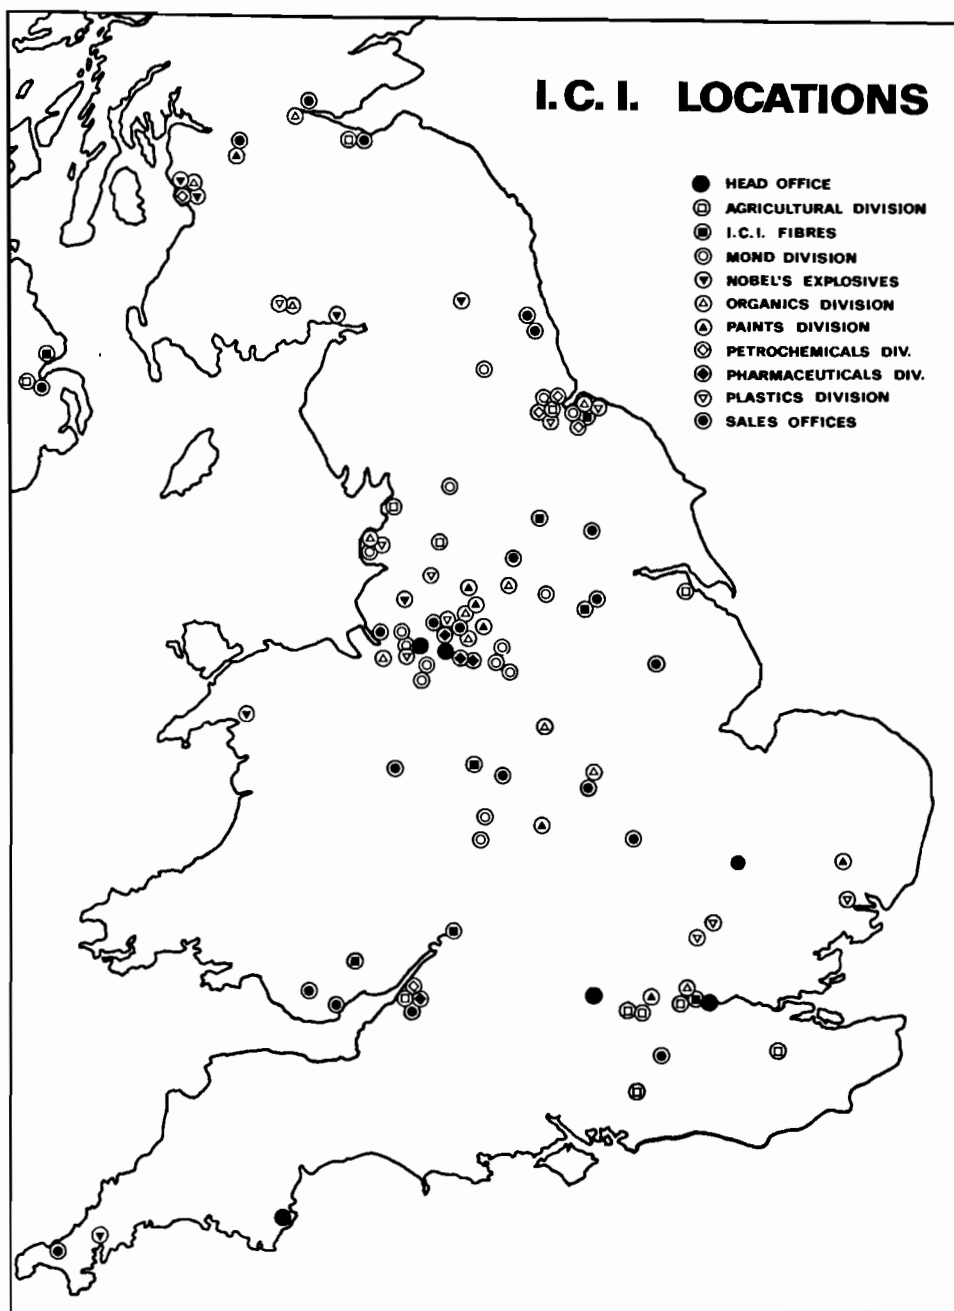 I.C.I. LOCATIONS
HEAD OFFICE
AGRICULTURAL DIVISION
I.C.I. FIBRES
MOND DIVISION
NOBEL'S EXPLOSIVES
ORGANICS DIVISION
PAINTS DIVISION
PETROCHEMICALS DIV.
PHARMACEUTICALS DIV.
PLASTICS DIVISION
SALES OFFICES